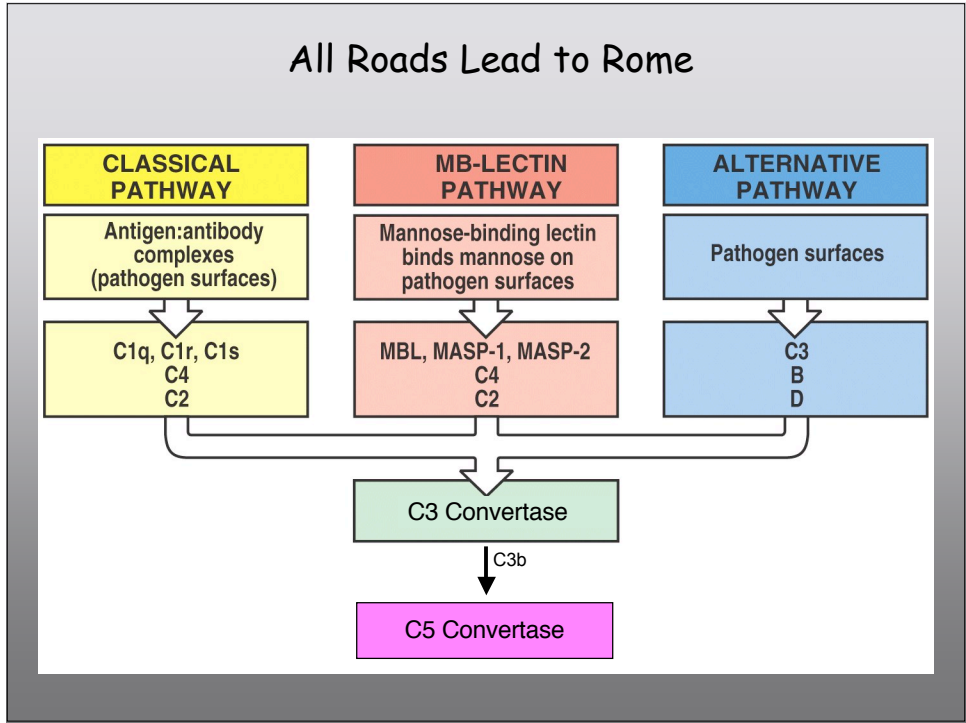 All Roads Lead to Rome
CLASSICAL
PATHWAY
Antigen:antibody
complexes
(pathogen surfaces)
C1q, C1r, C1s
C4
C2
MB-LECTIN
PATHWAY
Mannose-binding lectin
binds mannose on
pathogen surfaces
MBL, MASP-1, MASP-2
C4
C2
ALTERNATIVE
PATHWAY
Pathogen surfaces
C3
B
D
C3 Convertase
C3b
C5 Convertase